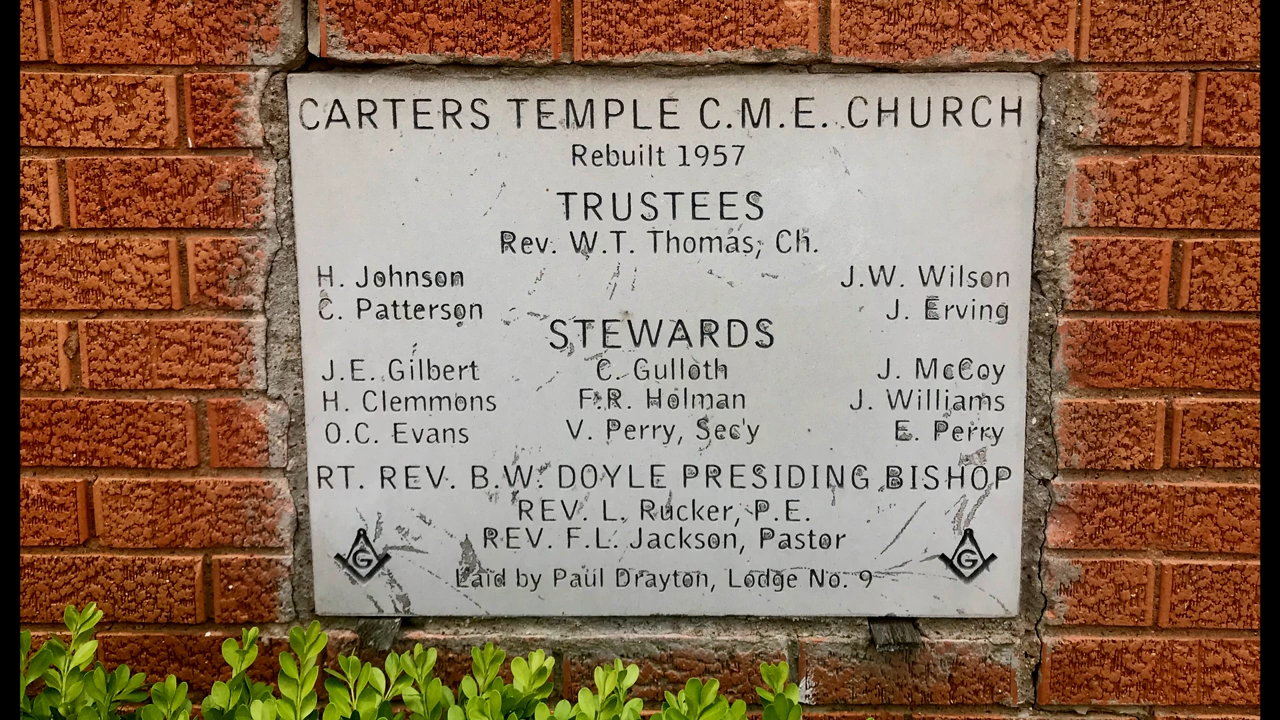 CARTERS TEMPLE C.M.E. CHURCH
Rebuilt 1957
TRUSTEES
Rev. W.T. Thomas, Ch.
H. Johnson J.W. Wilson
C. Patterson J. Erving
STEWARDS
J.E. Gilbert C. Gulloth J. McCoy
H. Clemmons F.R. Holman J. Williams
O.C. Evans V. Perry, Sec'y E. Perry
RT. REV. B.W. DOYLE PRESIDING BISHOP
REV. L. Rucker, P.E.
REV. F.L. Jackson, Pastor
G G
Laid by Paul Drayton, Lodge No. 9